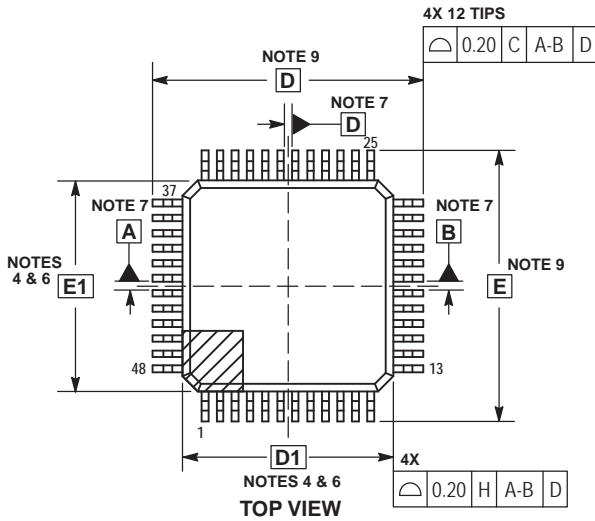 4X 12 TIPS
⌓ 0.20 C A-B D
NOTE 9
D
NOTE 7
D
25
37
NOTE 7
A
NOTE 7
B
NOTES
4 & 6
E1
E
NOTE 9
48
13
1
D1
4X
NOTES 4 & 6
⌓ 0.20 H A-B D
TOP VIEW